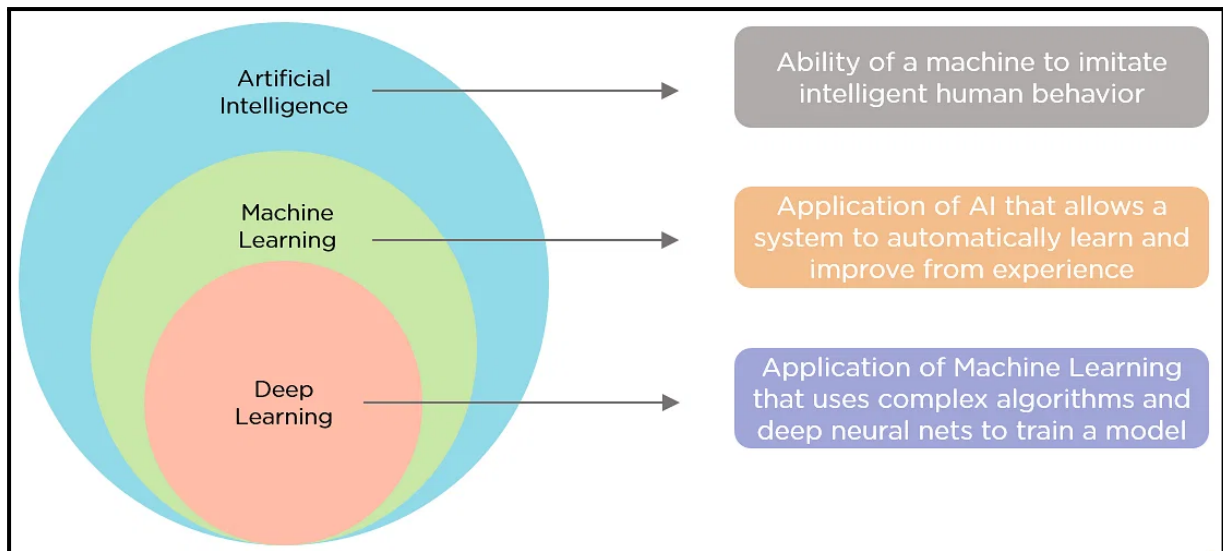 Artificial
Intelligence
Ability of a machine to imitate
intelligent human behavior
Machine
Learning
Application of AI that allows a
system to automatically learn and
improve from experience
Deep
Learning
Application of Machine Learning
that uses complex algorithms and
deep neural nets to train a model